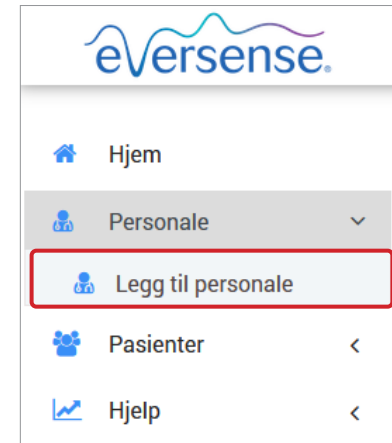 eversense®
Hjem
Personale
Legg til personale
Pasienter
Hjelp